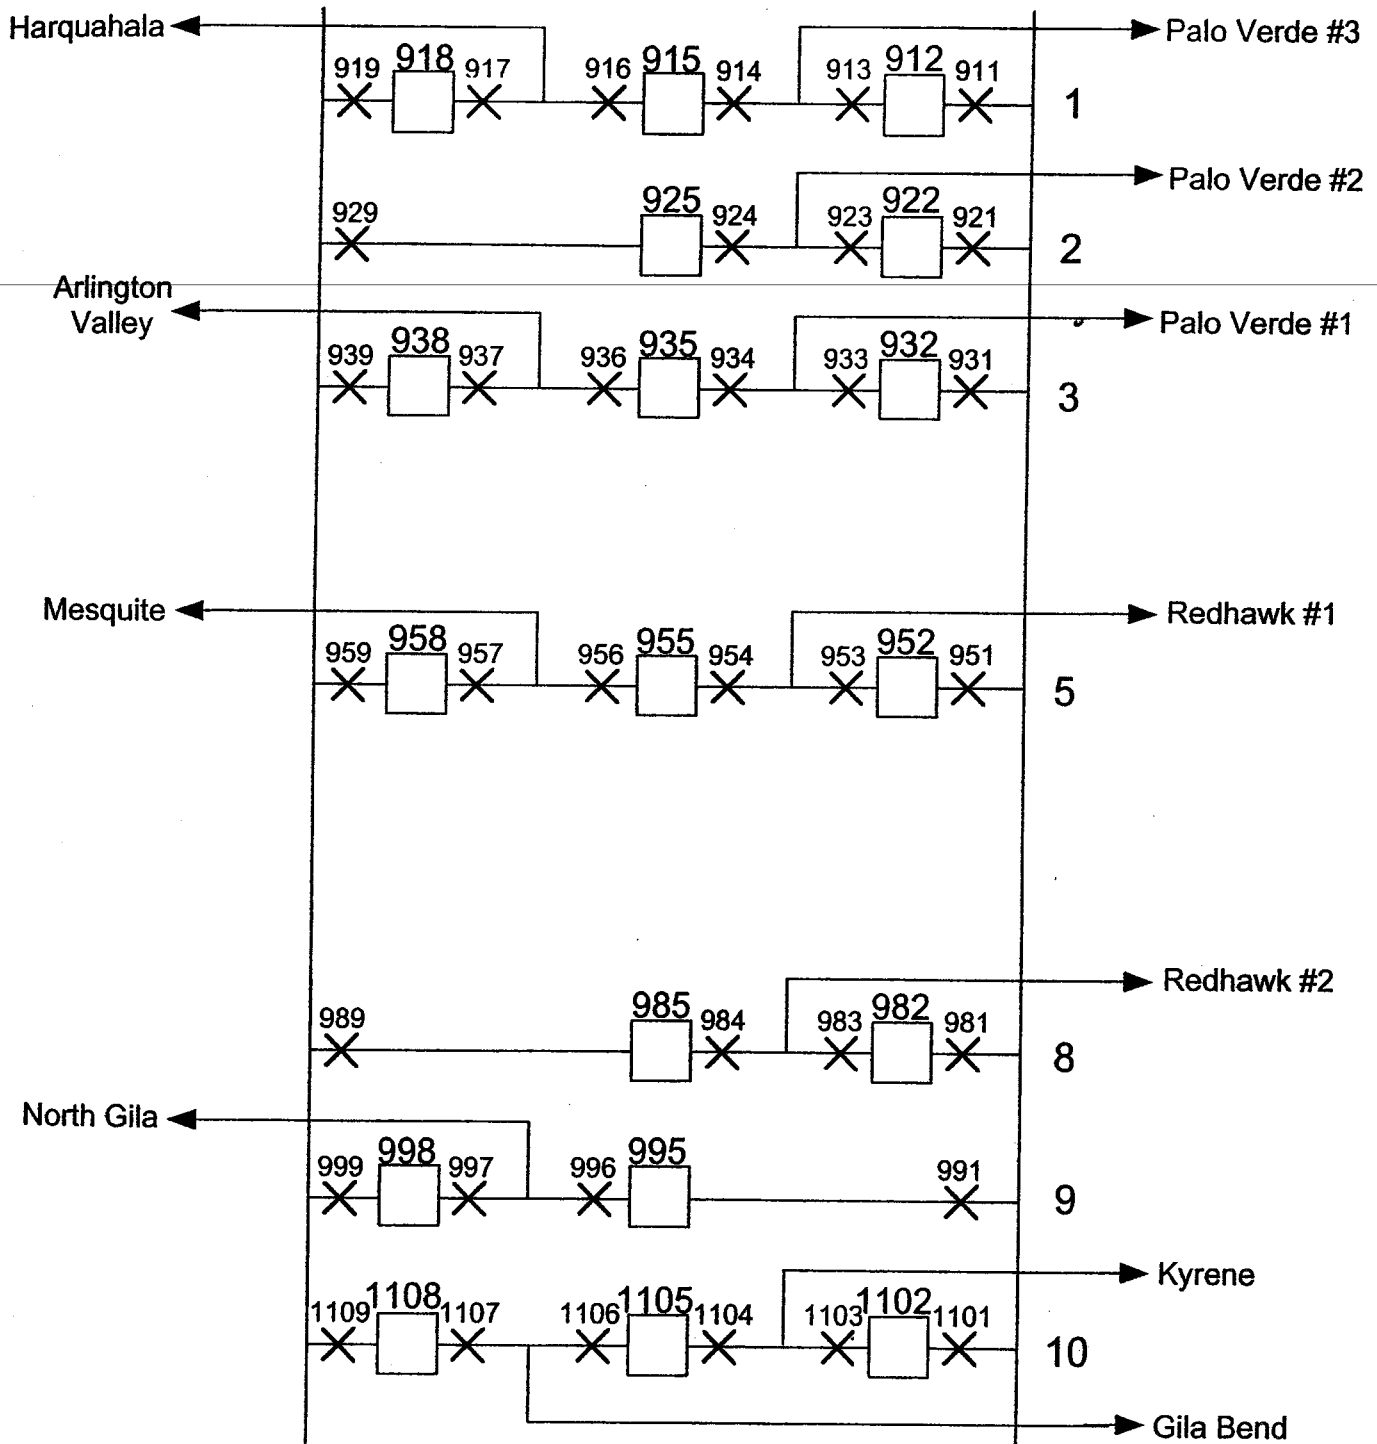 Harquahala
Palo Verde #3
919 918 917 916 915 914 913 912 911
1
Palo Verde #2
929 925 924 923 922 921
2
Arlington
Valley
Palo Verde #1
939 938 937 936 935 934 933 932 931
3
Mesquite
Redhawk #1
959 958 957 956 955 954 953 952 951
5
Redhawk #2
989 985 984 983 982 981
8
North Gila
999 998 997 996 995 991
9
Kyrene
1109 1108 1107 1106 1105 1104 1103 1102 1101
10
Gila Bend